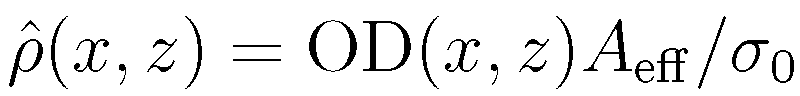 ρ̂(x, z) = OD(x, z)A_eff/σ_0